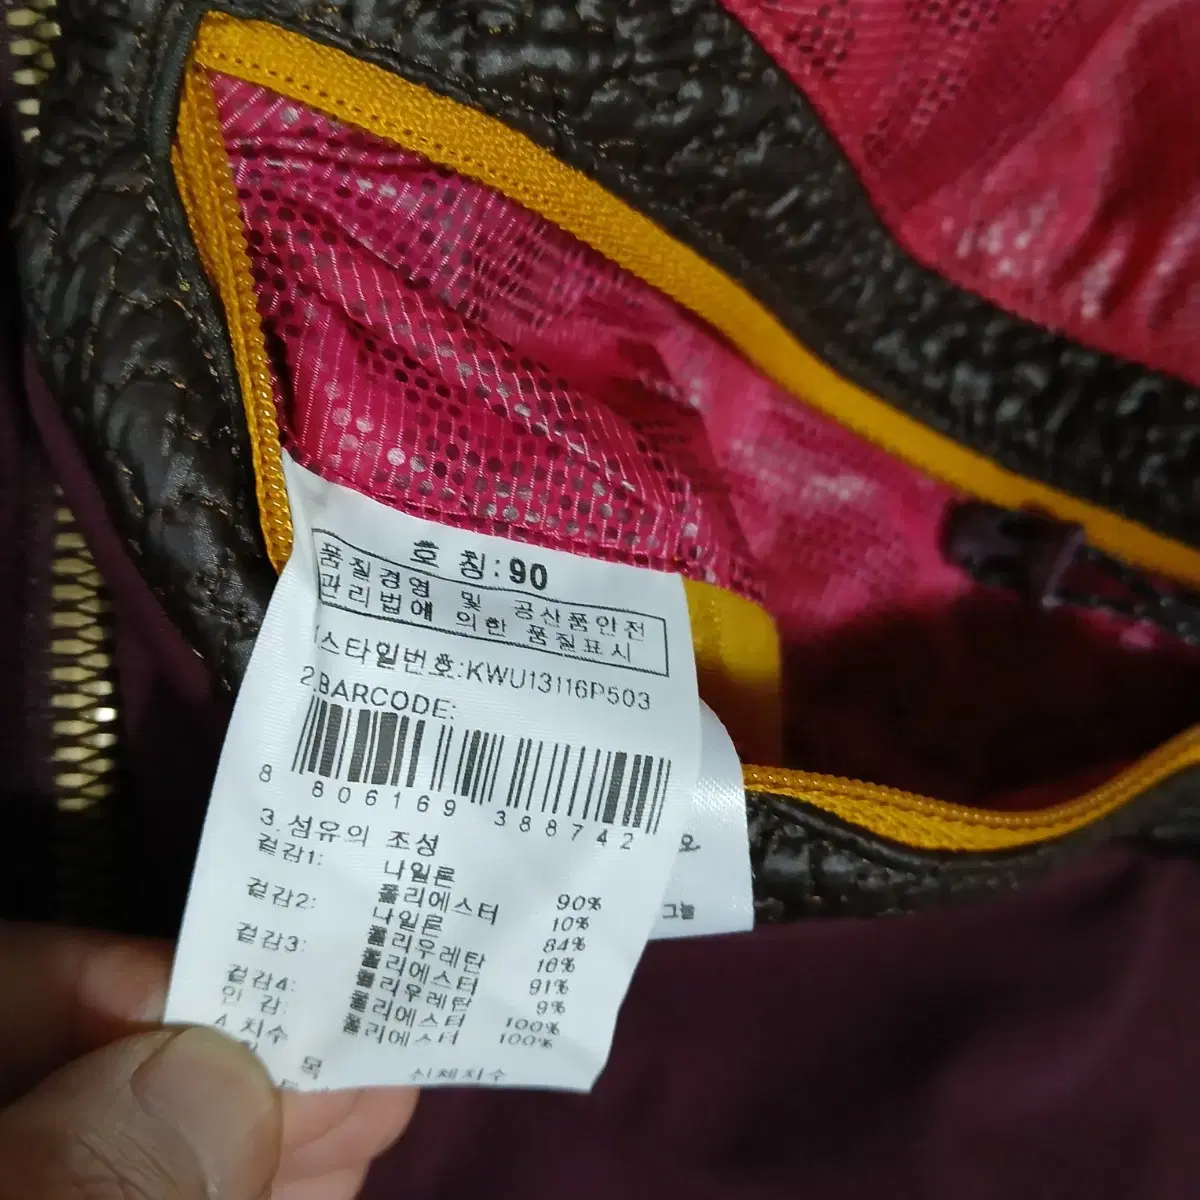 호 칭:90
품질경영 및 공산품안전
관리법에 의한 품질표시
1.스타일번호:KWU13116P503
2.BARCODE:
8 806169 388742
3.섬유의 조성
겉감1: 나일론 90%
폴리에스터 10%
겉감2: 나일론 84%
폴리우레탄 16%
겉감3: 폴리에스터 91%
폴리우레탄 9%
겉감4: 폴리에스터 100%
안 감: 폴리에스터 100%
4.치수
신체치수
그늘